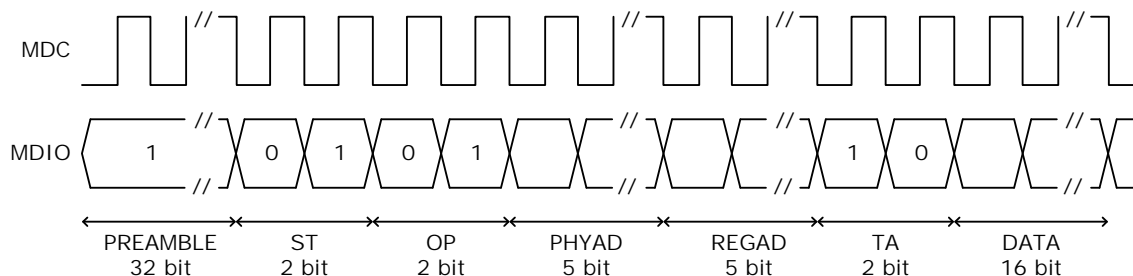 MDC
MDIO 1 0 1 0 1 1 0
PREAMBLE ST OP PHYAD REGAD TA DATA
32 bit 2 bit 2 bit 5 bit 5 bit 2 bit 16 bit